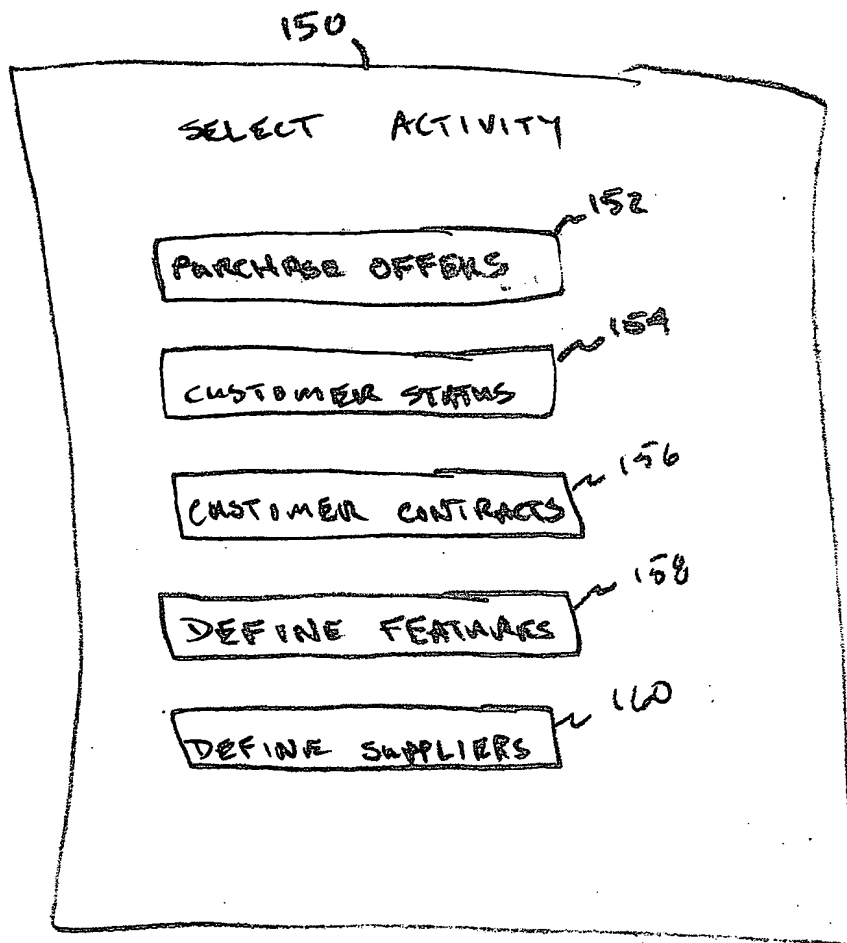 150
SELECT ACTIVITY
152
PURCHASE OFFERS
154
CUSTOMER STATUS
156
CUSTOMER CONTRACTS
158
DEFINE FEATURES
160
DEFINE SUPPLIERS